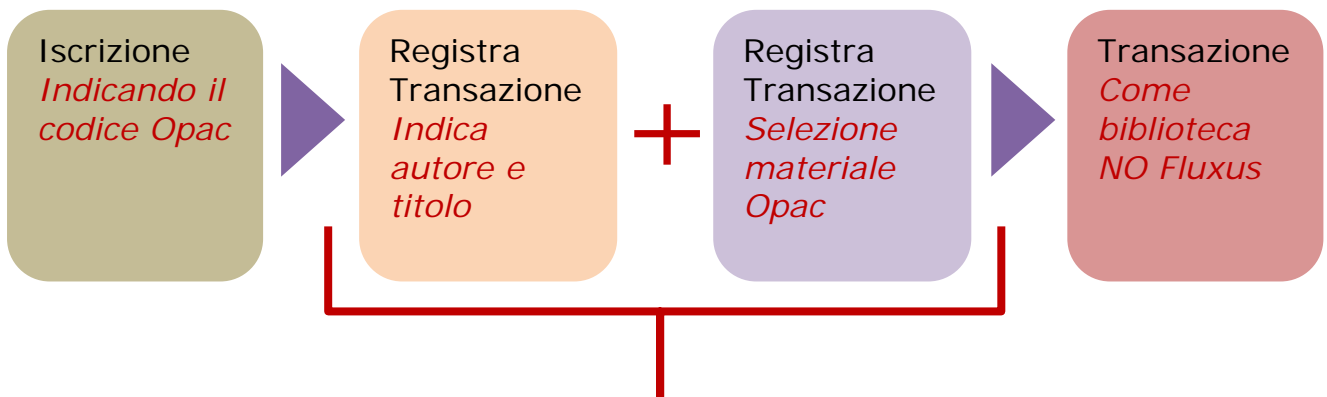 Iscrizione
Indicando il
codice Opac
Registra
Transazione
Indica
autore e
titolo
+
Registra
Transazione
Selezione
materiale
Opac
Transazione
Come
biblioteca
NO Fluxus